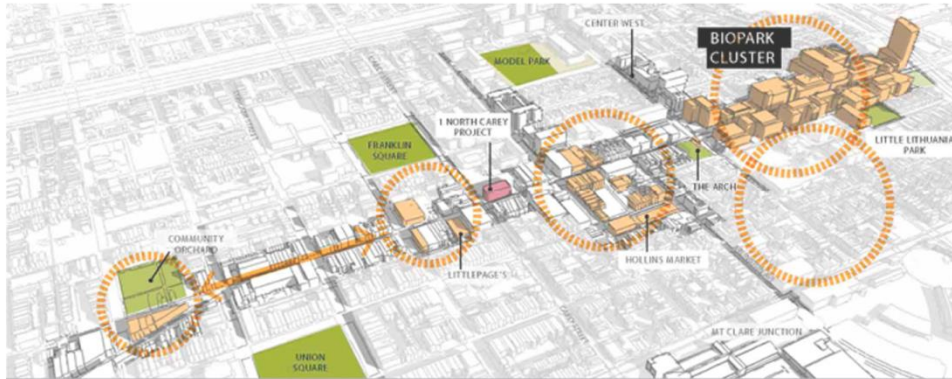 CENTER WEST
BIOPARK
CLUSTER
MODEL PARK
1 NORTH CAREY
PROJECT
FRANKLIN
SQUARE
LITTLE LITHUANIA
PARK
THE ARCH
COMMUNITY
ORCHARD
LITTLEPAGE'S
HOLLINS MARKET
MT CLARE JUNCTION
UNION
SQUARE